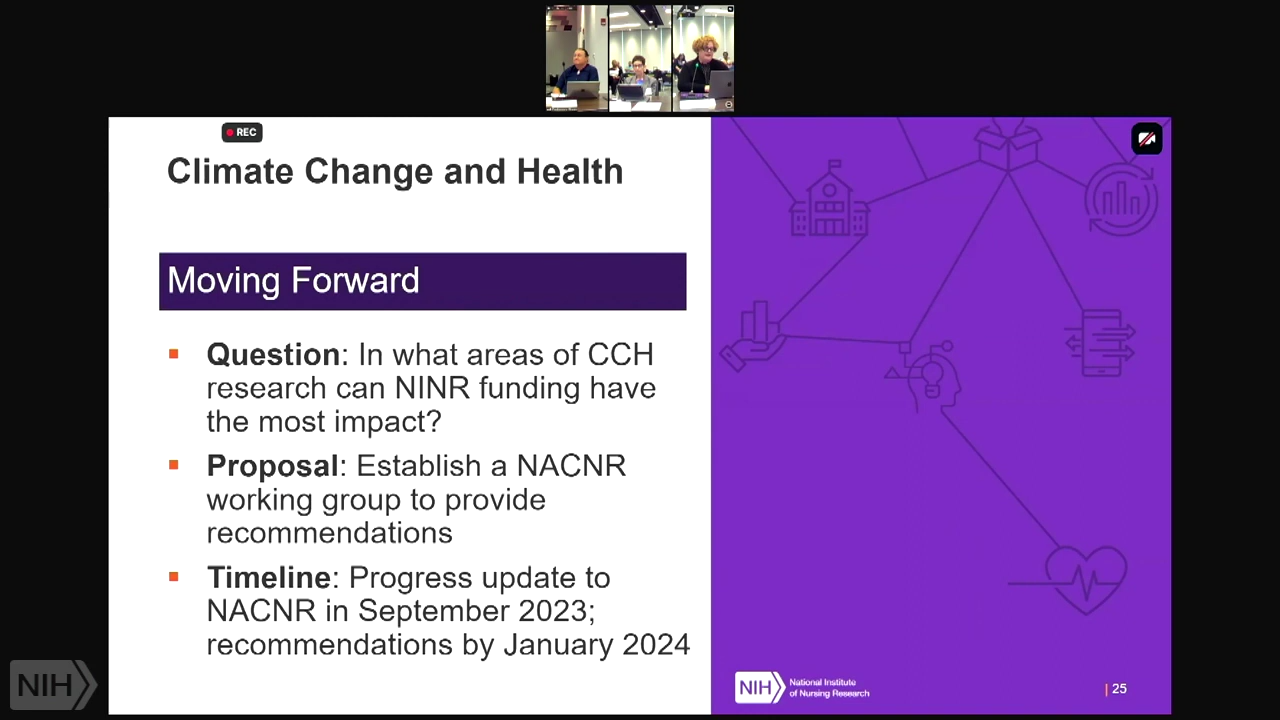 REC
Climate Change and Health
Moving Forward
▪ Question: In what areas of CCH
research can NINR funding have
the most impact?
▪ Proposal: Establish a NACNR
working group to provide
recommendations
▪ Timeline: Progress update to
NACNR in September 2023;
recommendations by January 2024
NIH
NIH
National Institute
of Nursing Research
| 25